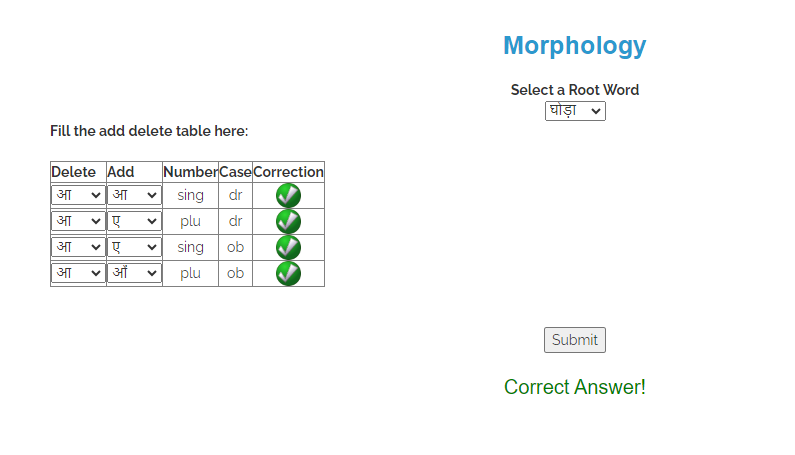 Morphology
Select a Root Word
घोड़ा
Fill the add delete table here:
Delete Add Number Case Correction
आ आ sing dr
आ ए plu dr
आ ए sing ob
आ ओं plu ob
Submit
Correct Answer!